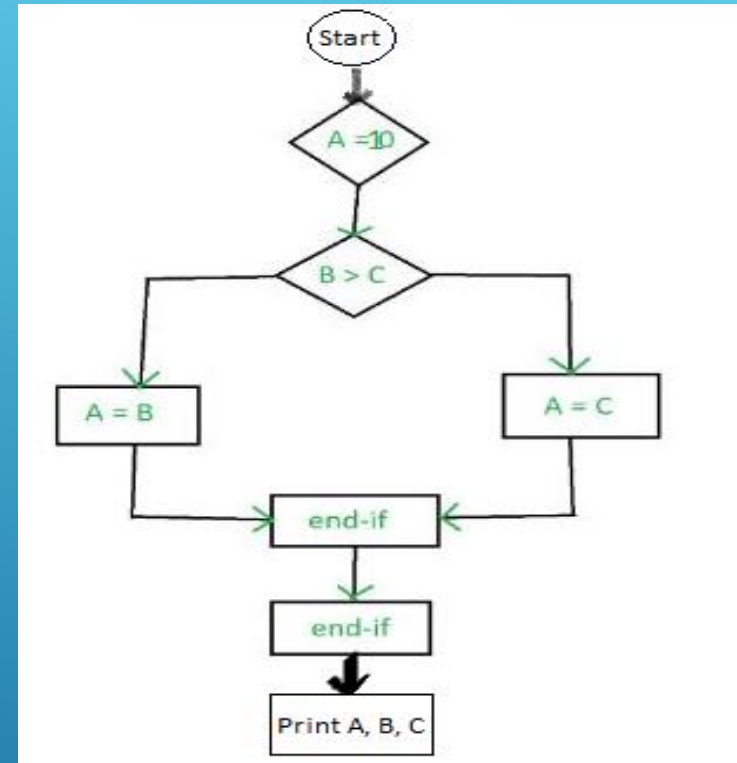 Start
A =10
B > C
A = B
A = C
end-if
end-if
Print A, B, C